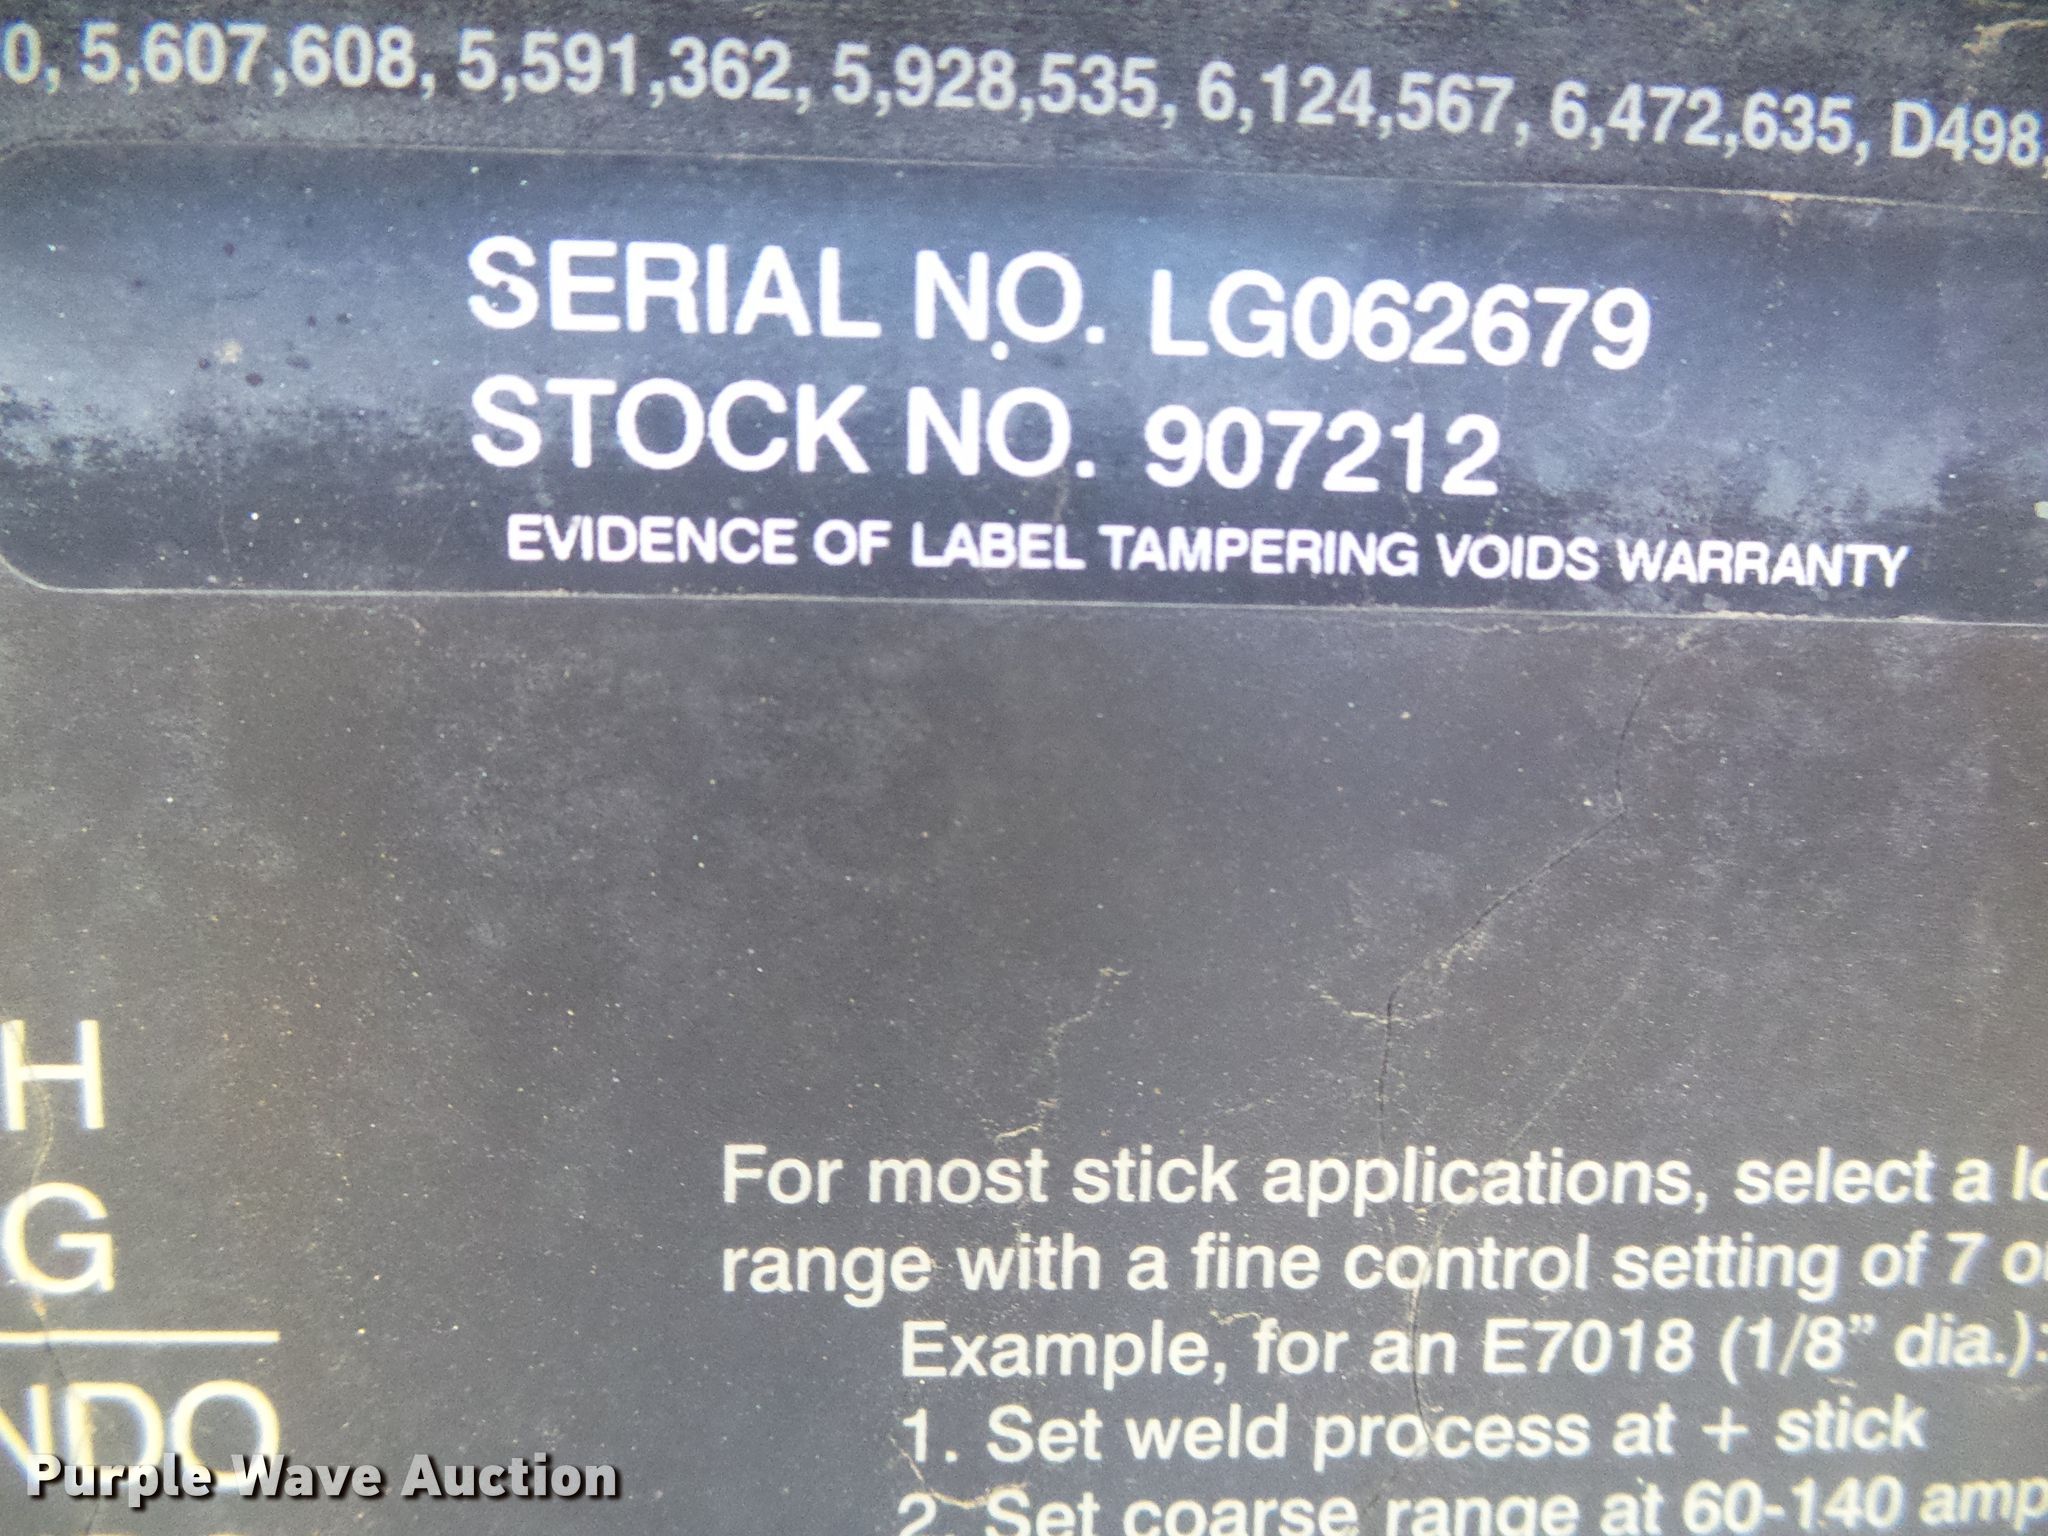 0, 5,607,608, 5,591,362, 5,928,535, 6,124,567, 6,472,635, D498,
SERIAL NO. LG062679
STOCK NO. 907212
EVIDENCE OF LABEL TAMPERING VOIDS WARRANTY
H
G
NDO
For most stick applications, select a lo
range with a fine control setting of 7 o
Example, for an E7018 (1/8” dia.):
1. Set weld process at + stick
2. Set coarse range at 60-140 amp
Purple Wave Auction